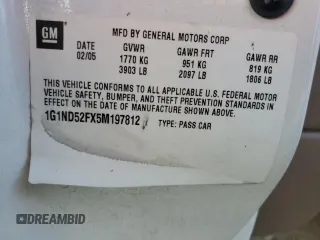 GM
MFD BY GENERAL MOTORS CORP
DATE GVWR GAWR FRT GAWR RR
02/05 1770 KG 951 KG 819 KG
3903 LB 2097 LB 1806 LB
THIS VEHICLE CONFORMS TO ALL APPLICABLE U.S. FEDERAL MOTOR
VEHICLE SAFETY, BUMPER, AND THEFT PREVENTION STANDARDS IN
EFFECT ON THE DATE OF MANUFACTURE SHOWN ABOVE.
1G1ND52FX5M197812 TYPE: PASS CAR
DREAMBID